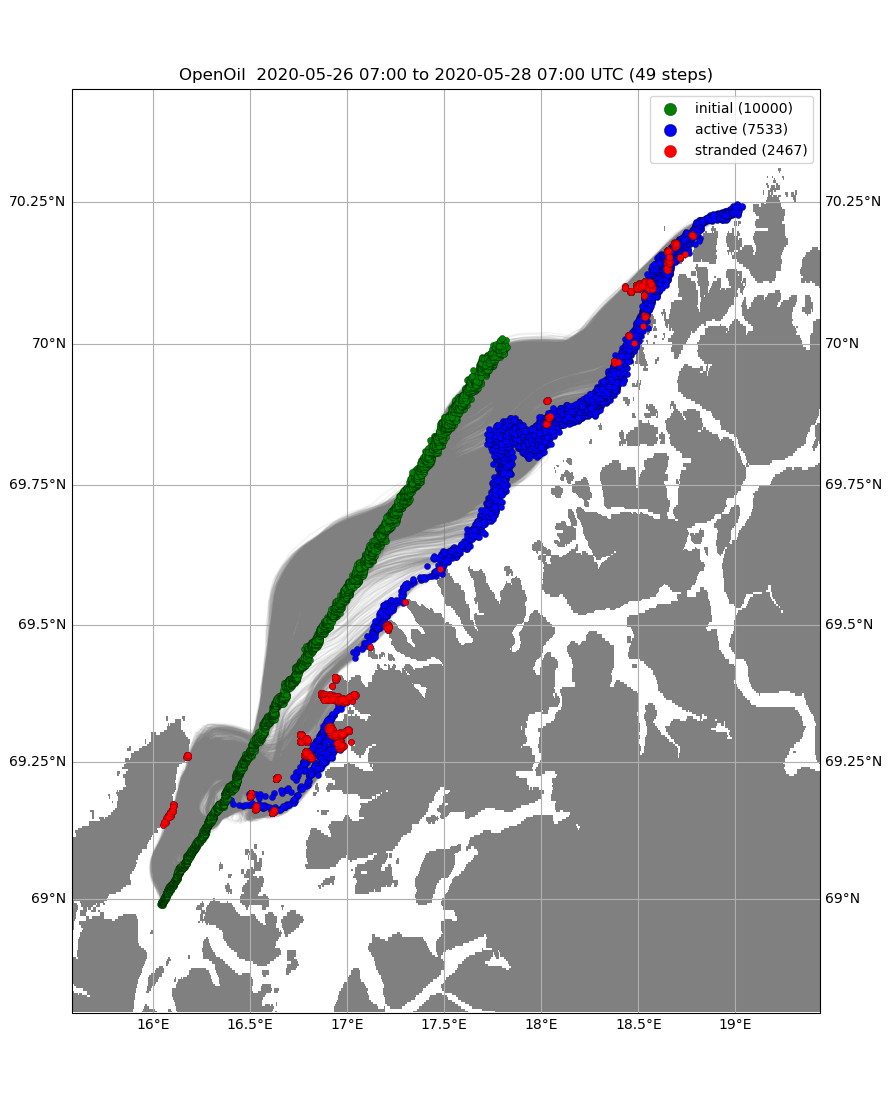 OpenOil  2020-05-26 07:00 to 2020-05-28 07:00 UTC (49 steps)
initial (10000)
active (7533)
stranded (2467)
70.25°N 70.25°N
70°N 70°N
69.75°N 69.75°N
69.5°N 69.5°N
69.25°N 69.25°N
69°N 69°N
16°E 16.5°E 17°E 17.5°E 18°E 18.5°E 19°E